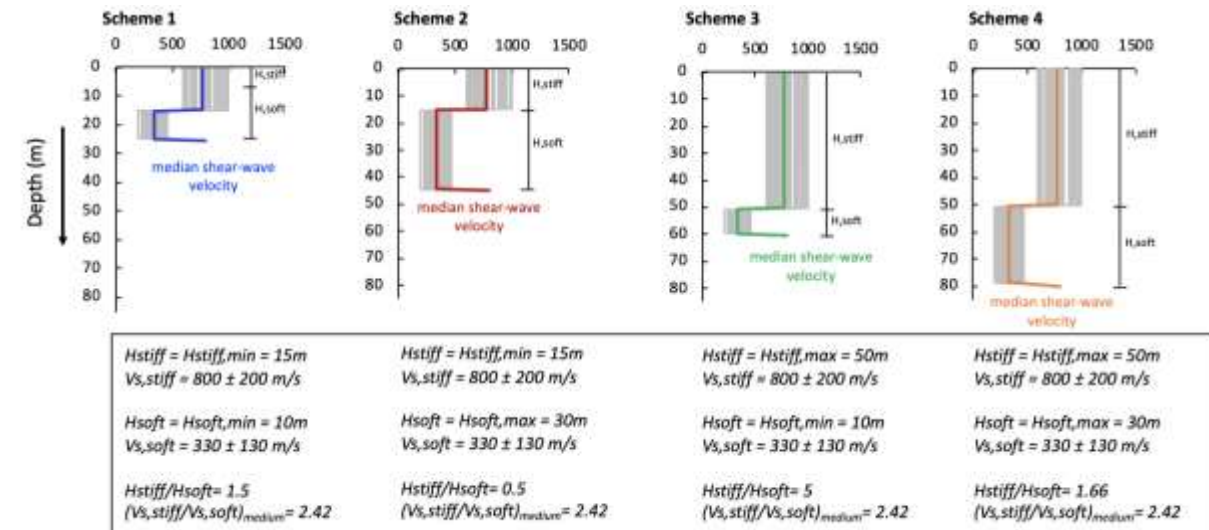 Scheme 1
0 500 1000 1500
0
10
20
30
40
50
60
70
80
H,stiff
H,soft
median shear-wave
velocity
Depth (m)
Scheme 2
0 500 1000 1500
0
10
20
30
40
50
60
70
80
H,stiff
H,soft
median shear-wave
velocity
Scheme 3
0 500 1000 1500
0
10
20
30
40
50
60
70
80
H,stiff
H,soft
median shear-wave
velocity
Scheme 4
0 500 1000 1500
0
10
20
30
40
50
60
70
80
H,stiff
H,soft
median shear-wave
velocity
Hstiff = Hstiff,min = 15m
Vs,stiff = 800 ± 200 m/s
Hsoft = Hsoft,min = 10m
Vs,soft = 330 ± 130 m/s
Hstiff/Hsoft= 1.5
(Vs,stiff/Vs,soft)medium= 2.42
Hstiff = Hstiff,min = 15m
Vs,stiff = 800 ± 200 m/s
Hsoft = Hsoft,max = 30m
Vs,soft = 330 ± 130 m/s
Hstiff/Hsoft= 0.5
(Vs,stiff/Vs,soft)medium= 2.42
Hstiff = Hstiff,max = 50m
Vs,stiff = 800 ± 200 m/s
Hsoft = Hsoft,min = 10m
Vs,soft = 330 ± 130 m/s
Hstiff/Hsoft= 5
(Vs,stiff/Vs,soft)medium= 2.42
Hstiff = Hstiff,max = 50m
Vs,stiff = 800 ± 200 m/s
Hsoft = Hsoft,max = 30m
Vs,soft = 330 ± 130 m/s
Hstiff/Hsoft= 1.66
(Vs,stiff/Vs,soft)medium= 2.42